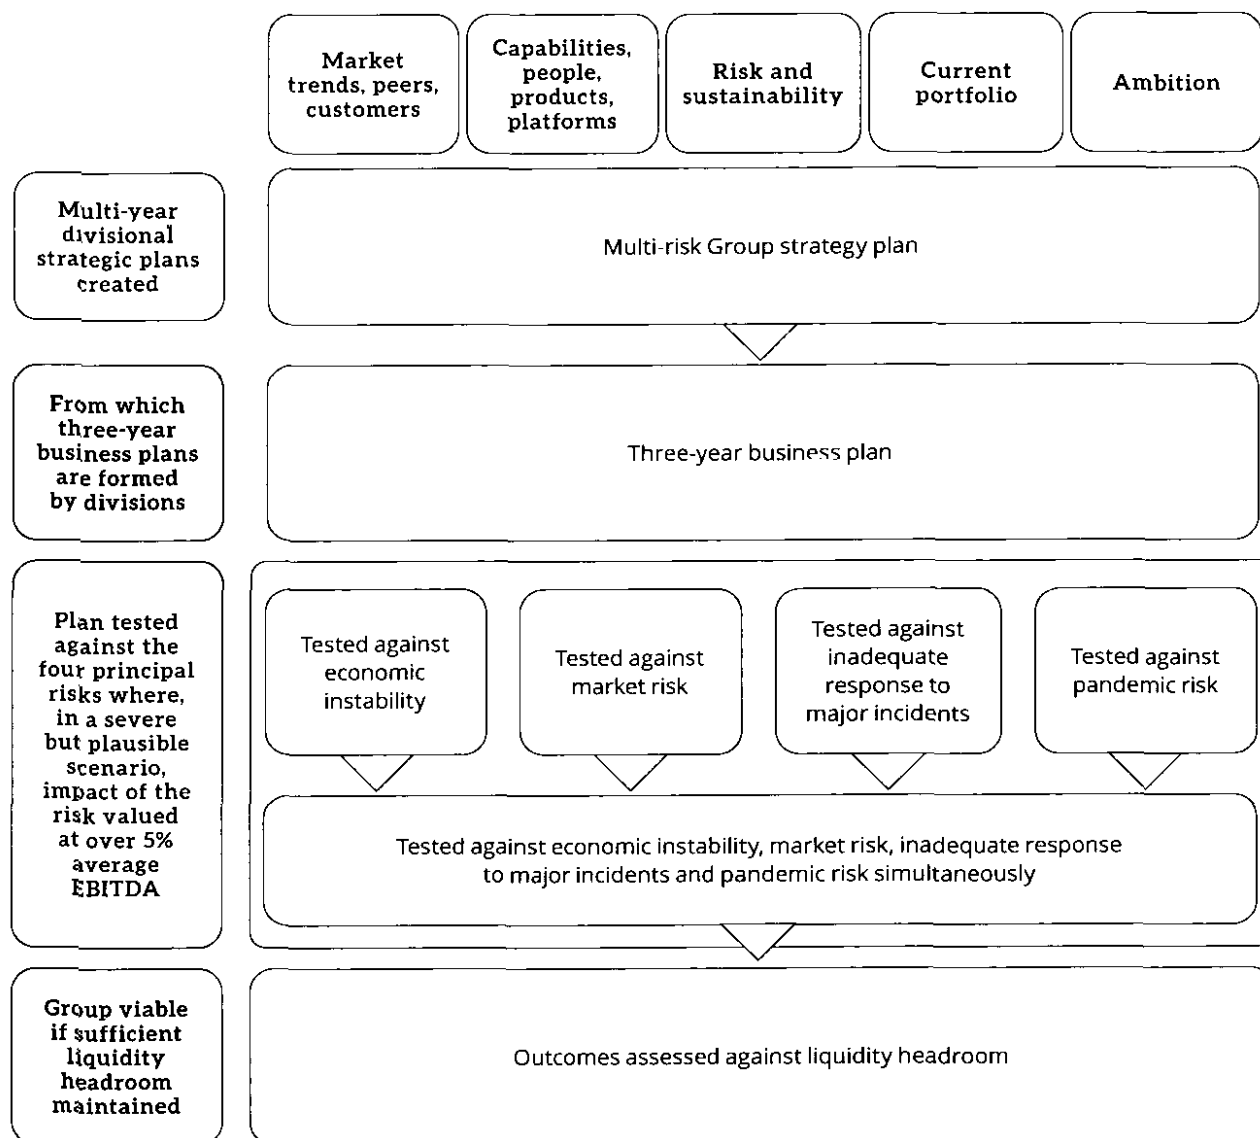 Market
trends, peers,
customers
Capabilities,
people,
products,
platforms
Risk and
sustainability
Current
portfolio
Ambition
Multi-year
divisional
strategic plans
created
Multi-risk Group strategy plan
From which
three-year
business plans
are formed
by divisions
Three-year business plan
Plan tested
against the
four principal
risks where,
in a severe
but plausible
scenario,
impact of the
risk valued
at over 5%
average
EBITDA
Tested against
economic
instability
Tested against
market risk
Tested against
inadequate
response to
major incidents
Tested against
pandemic risk
Tested against economic instability, market risk, inadequate response
to major incidents and pandemic risk simultaneously
Group viable
if sufficient
liquidity
headroom
maintained
Outcomes assessed against liquidity headroom